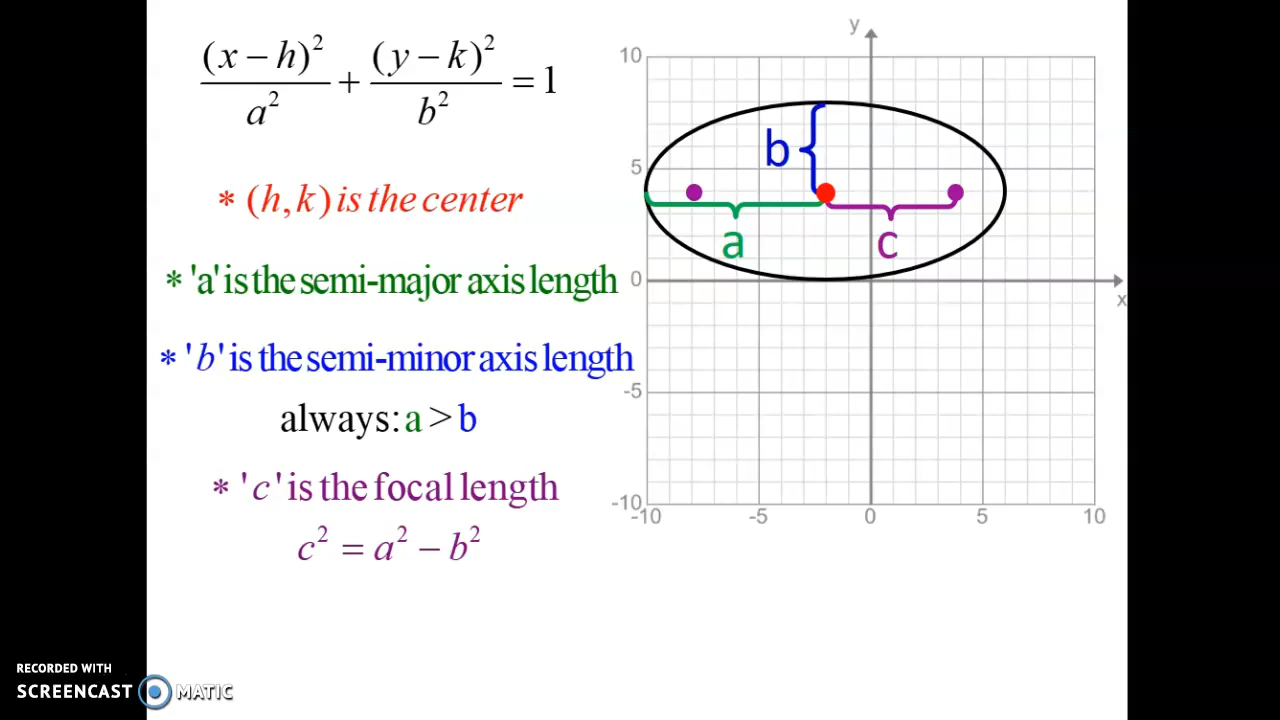 (x − h)² / a² + (y − k)² / b² = 1
* (h, k) is the center
* 'a' is the semi-major axis length
* 'b' is the semi-minor axis length
always: a > b
* 'c' is the focal length
c² = a² − b²
y
10
5
0
-5
-10
-10 -5 0 5 10
x
b
a
c
RECORDED WITH
SCREENCAST MATIC